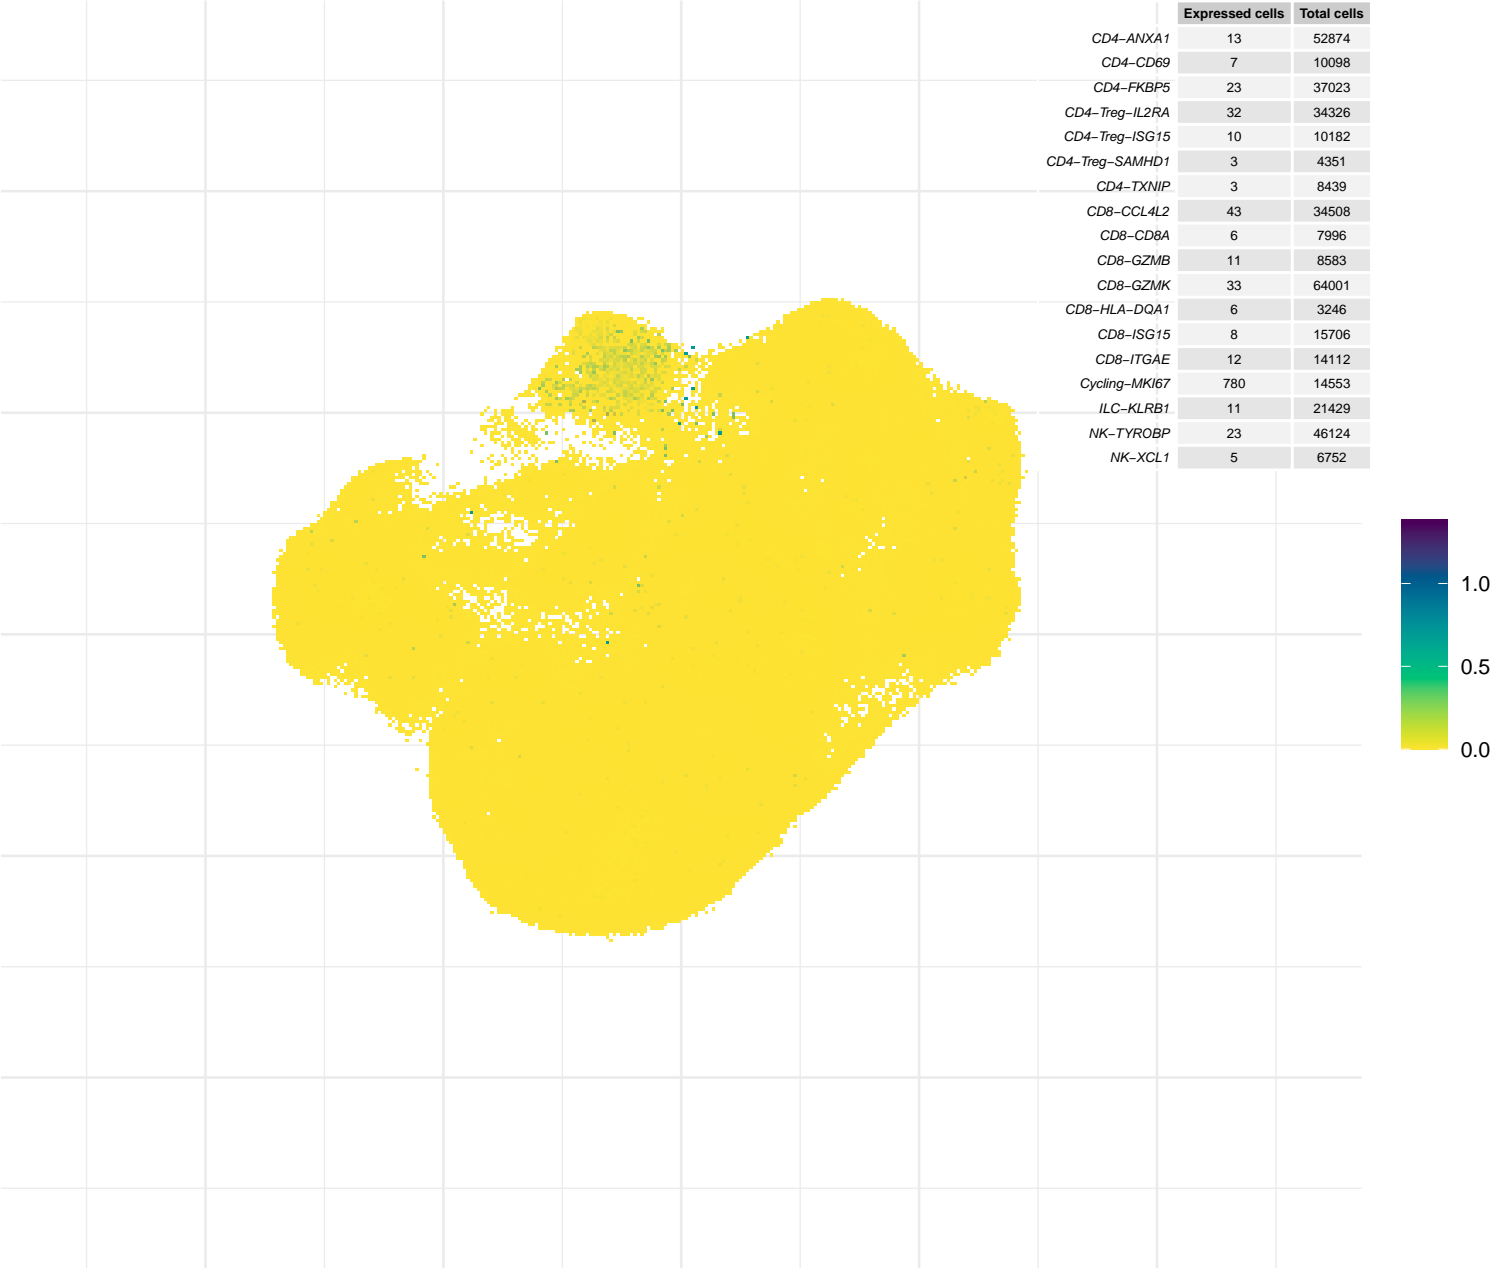 Expressed cells Total cells
CD4−ANXA1 13 52874
CD4−CD69 7 10098
CD4−FKBP5 23 37023
CD4−Treg−IL2RA 32 34326
CD4−Treg−ISG15 10 10182
CD4−Treg−SAMHD1 3 4351
CD4−TXNIP 3 8439
CD8−CCL4L2 43 34508
CD8−CD8A 6 7996
CD8−GZMB 11 8583
CD8−GZMK 33 64001
CD8−HLA−DQA1 6 3246
CD8−ISG15 8 15706
CD8−ITGAE 12 14112
Cycling−MKI67 780 14553
ILC−KLRB1 11 21429
NK−TYROBP 23 46124
NK−XCL1 5 6752
1.0
0.5
0.0